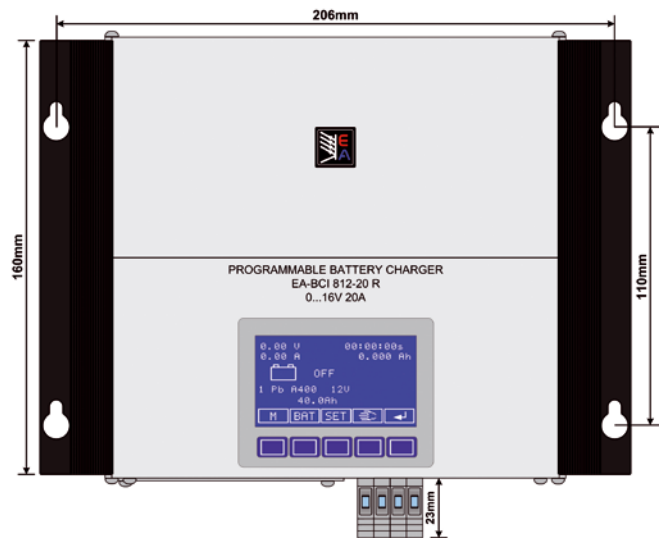 206mm
160mm
110mm
E
A
PROGRAMMABLE BATTERY CHARGER
EA-BCI 812-20 R
0...16V 20A
0.00 V 00:00:00s
0.00 A 0.000 Ah
OFF
1 Pb A400 12V
40.0Ah
M BAT SET
23mm